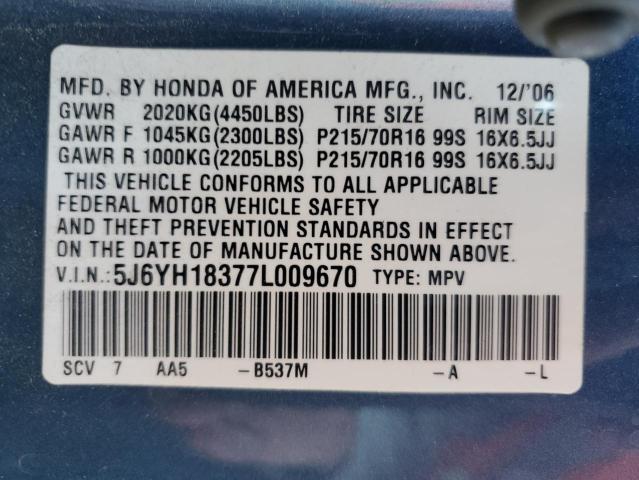 MFD. BY HONDA OF AMERICA MFG., INC. 12/'06
GVWR 2020KG(4450LBS) TIRE SIZE RIM SIZE
GAWR F 1045KG(2300LBS) P215/70R16 99S 16X6.5JJ
GAWR R 1000KG(2205LBS) P215/70R16 99S 16X6.5JJ
THIS VEHICLE CONFORMS TO ALL APPLICABLE
FEDERAL MOTOR VEHICLE SAFETY
AND THEFT PREVENTION STANDARDS IN EFFECT
ON THE DATE OF MANUFACTURE SHOWN ABOVE.
V.I.N.:5J6YH18377L009670 TYPE: MPV
SCV 7 AA5 -B537M -A -L